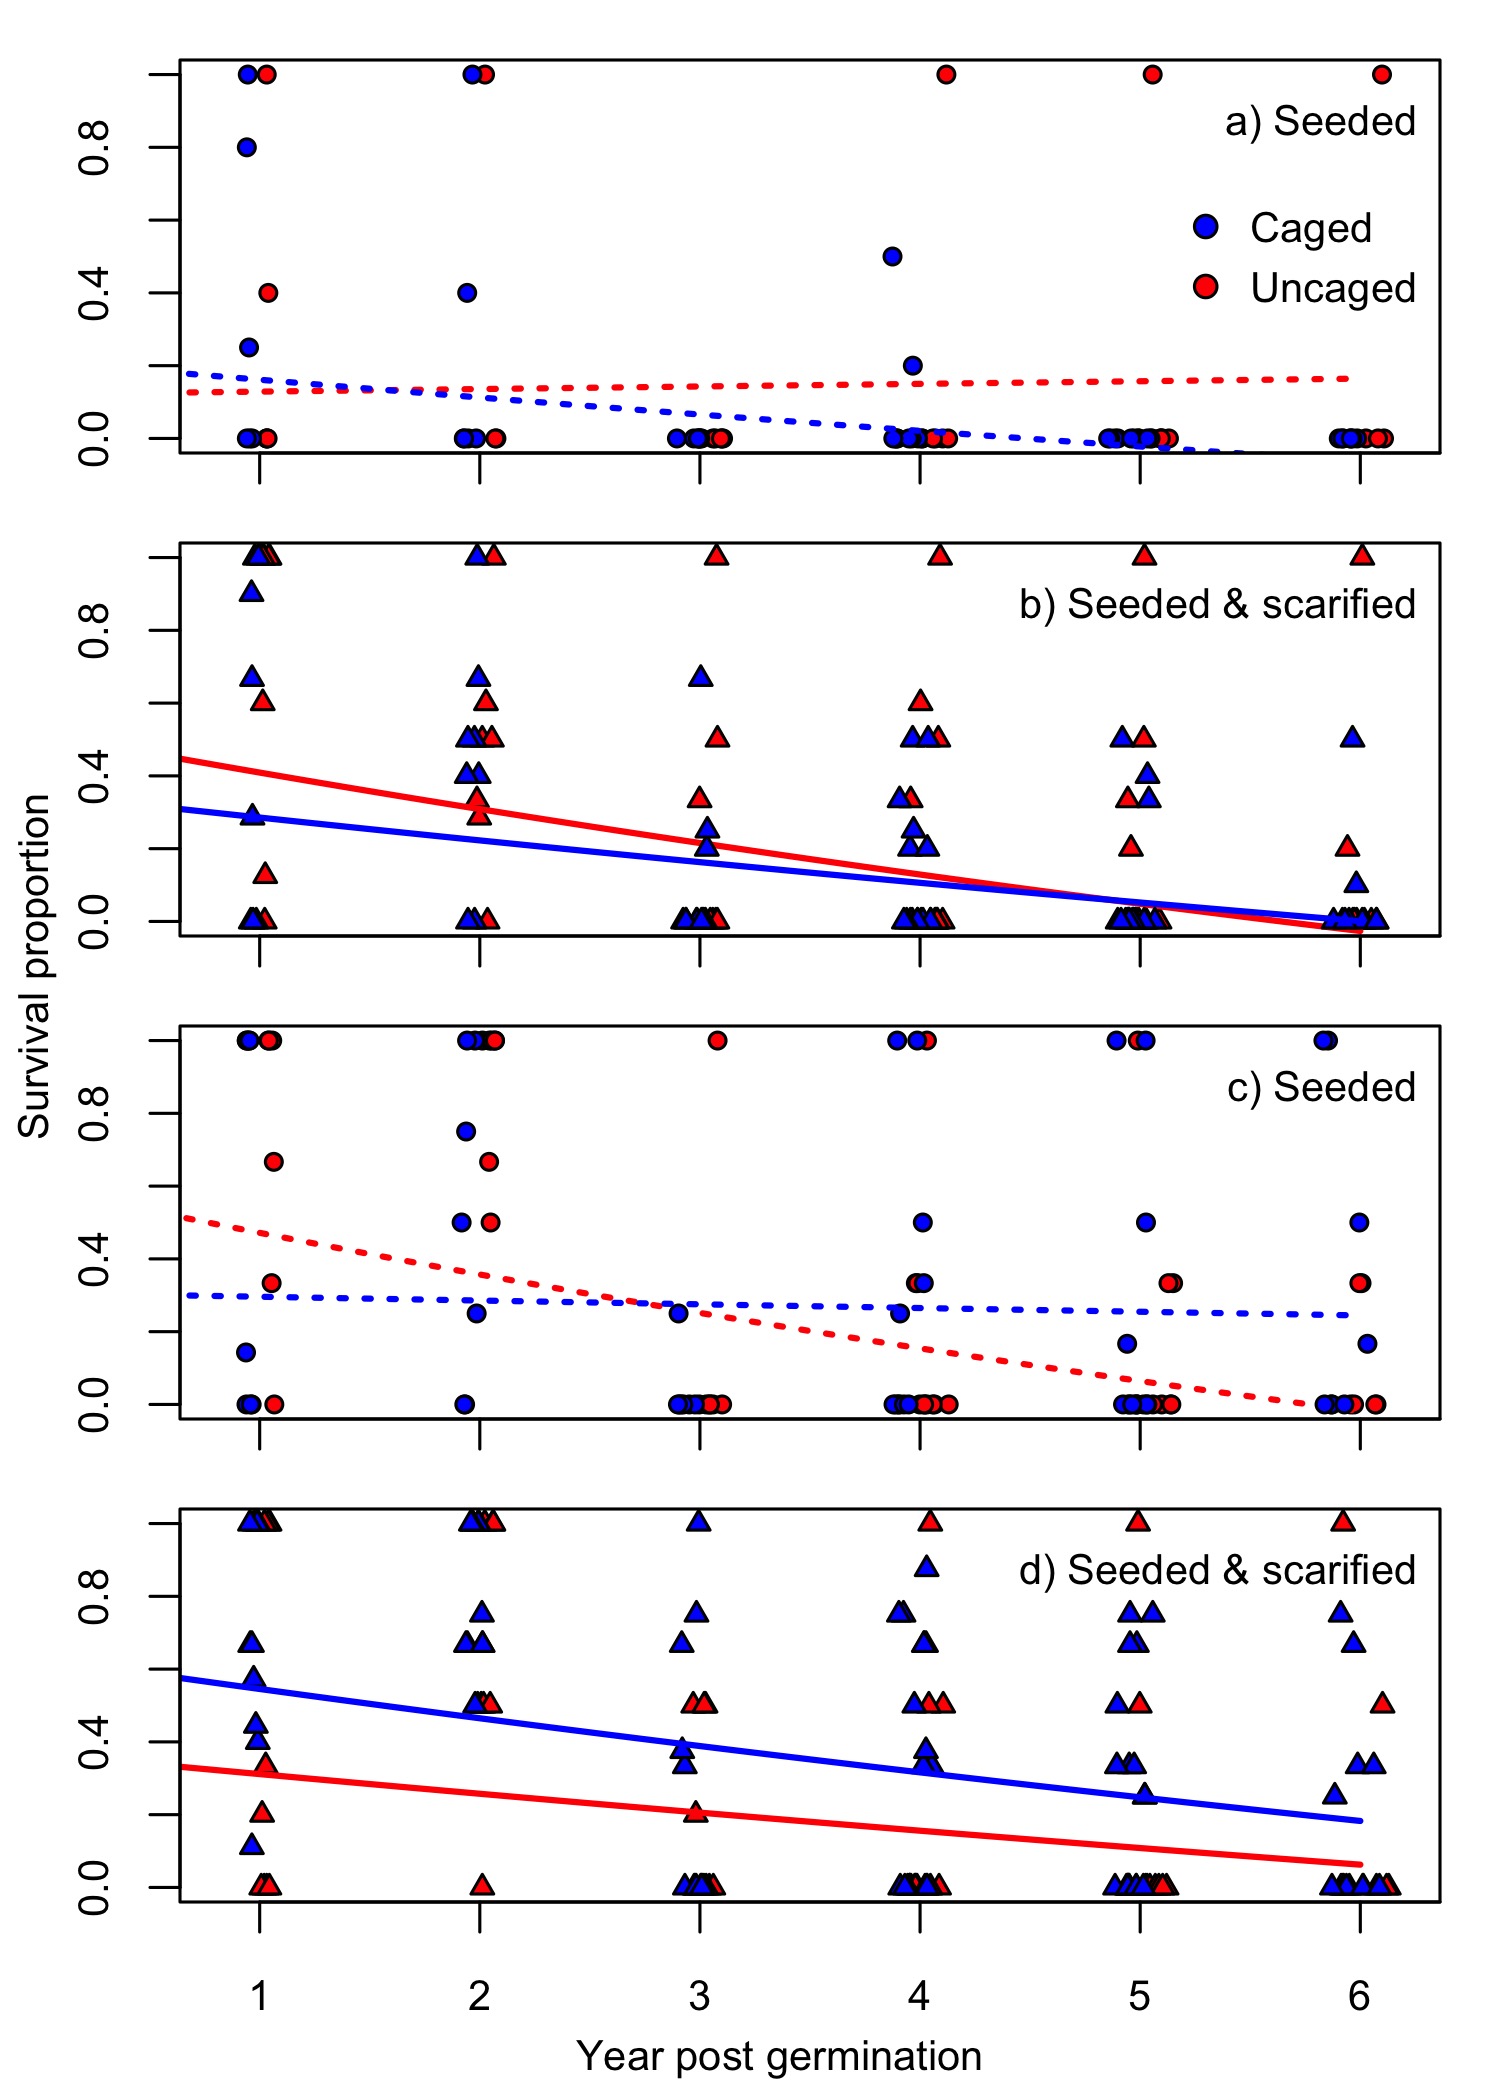 a) Seeded
0.8
Caged
Uncaged
0.4
0.0
b) Seeded & scarified
0.8
0.4
0.0
Survival proportion
c) Seeded
0.8
0.4
0.0
d) Seeded & scarified
0.8
0.4
0.0
1 2 3 4 5 6
Year post germination